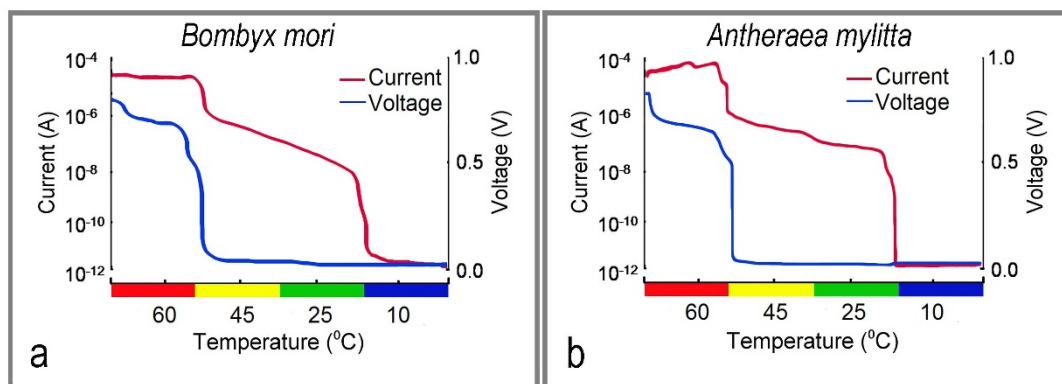 Bombyx mori
10⁻⁴
10⁻⁶
10⁻⁸
10⁻¹⁰
10⁻¹²
Current (A)
Current
Voltage
1.0
0.5
0.0
Voltage (V)
60 45 25 10
Temperature (⁰C)
a
Antheraea mylitta
10⁻⁴
10⁻⁶
10⁻⁸
10⁻¹⁰
10⁻¹²
Current (A)
Current
Voltage
1.0
0.5
0.0
Voltage (V)
60 45 25 10
Temperature (⁰C)
b